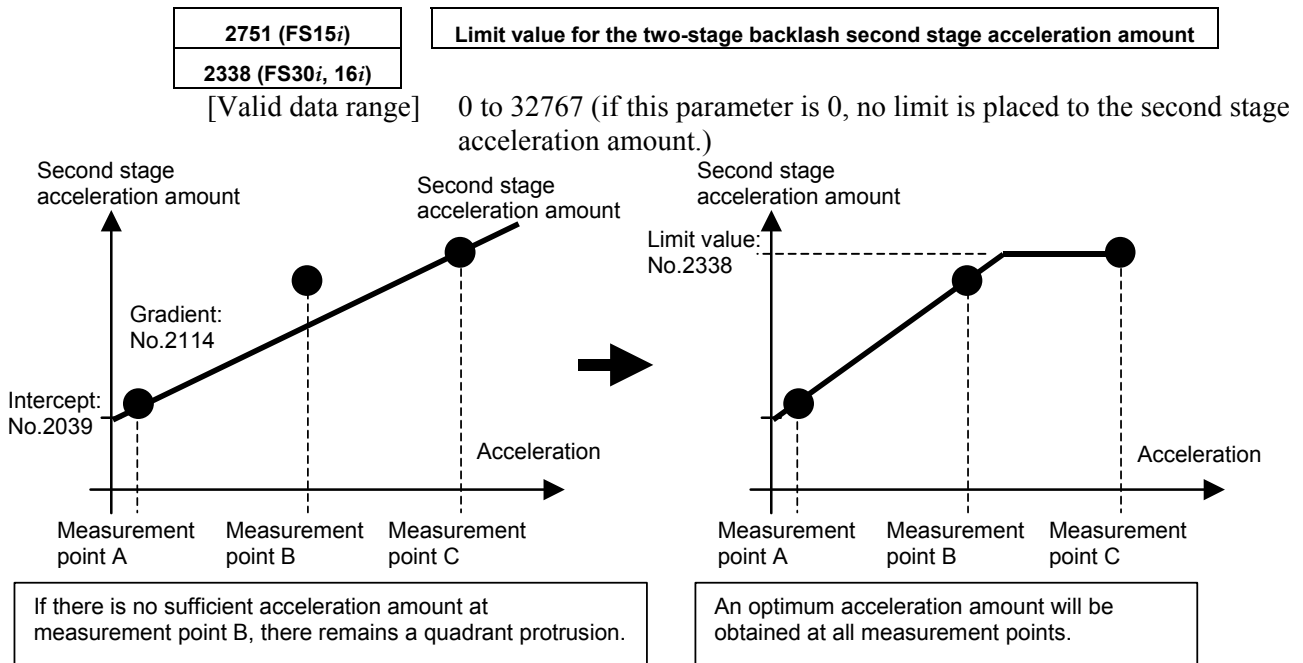 2751 (FS15i)
Limit value for the two-stage backlash second stage acceleration amount
2338 (FS30i, 16i)
[Valid data range]
0 to 32767 (if this parameter is 0, no limit is placed to the second stage
acceleration amount.)
Second stage
acceleration amount
Second stage
acceleration amount
Gradient:
No.2114
Intercept:
No.2039
Acceleration
Measurement
point A
Measurement
point B
Measurement
point C
If there is no sufficient acceleration amount at
measurement point B, there remains a quadrant protrusion.
Second stage
acceleration amount
Limit value:
No.2338
Acceleration
Measurement
point A
Measurement
point B
Measurement
point C
An optimum acceleration amount will be
obtained at all measurement points.